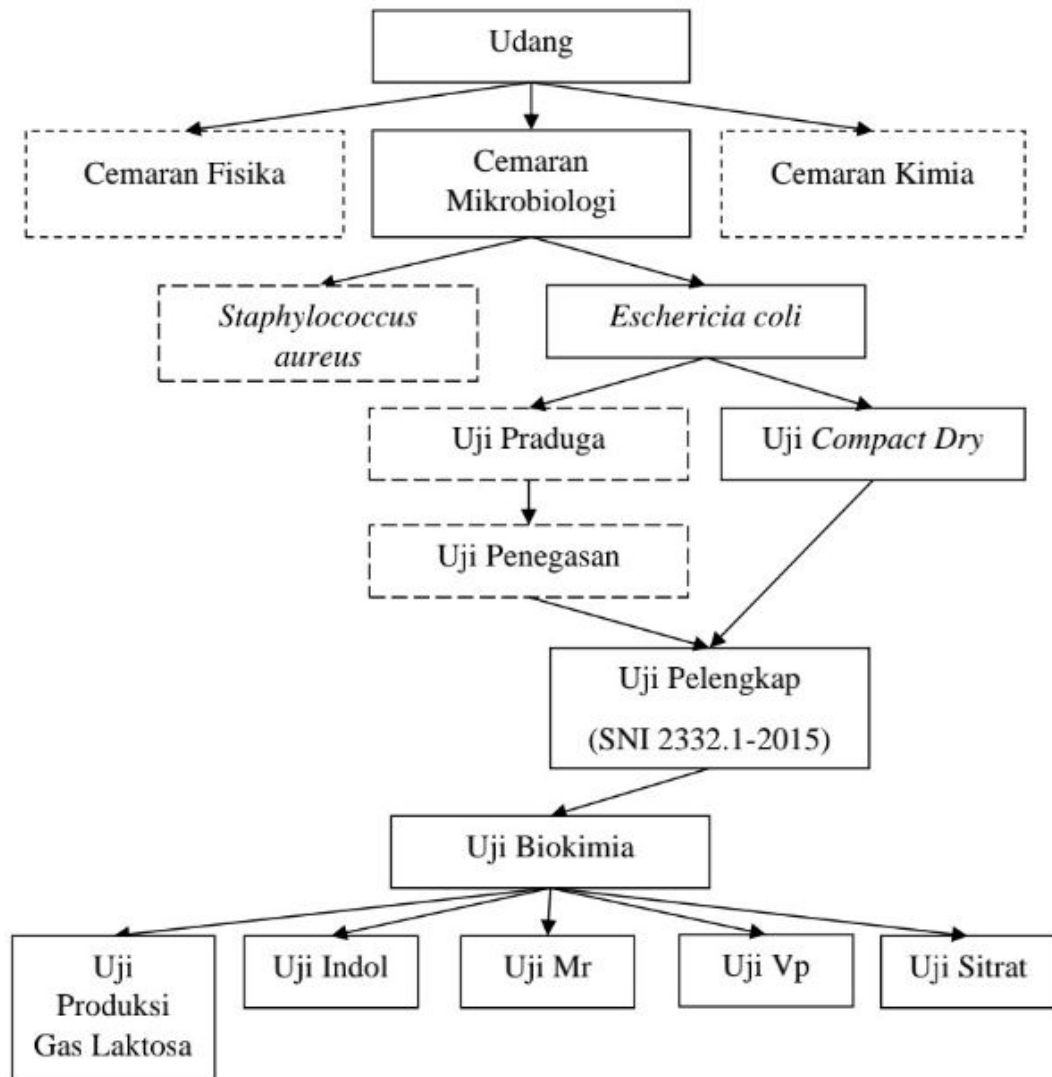 Udang
Cemaran Fisika
Cemaran
Mikrobiologi
Cemaran Kimia
Staphylococcus
aureus
Eschericia coli
Uji Praduga
Uji Compact Dry
Uji Penegasan
Uji Pelengkap
(SNI 2332.1-2015)
Uji Biokimia
Uji
Produksi
Gas Laktosa
Uji Indol
Uji Mr
Uji Vp
Uji Sitrat